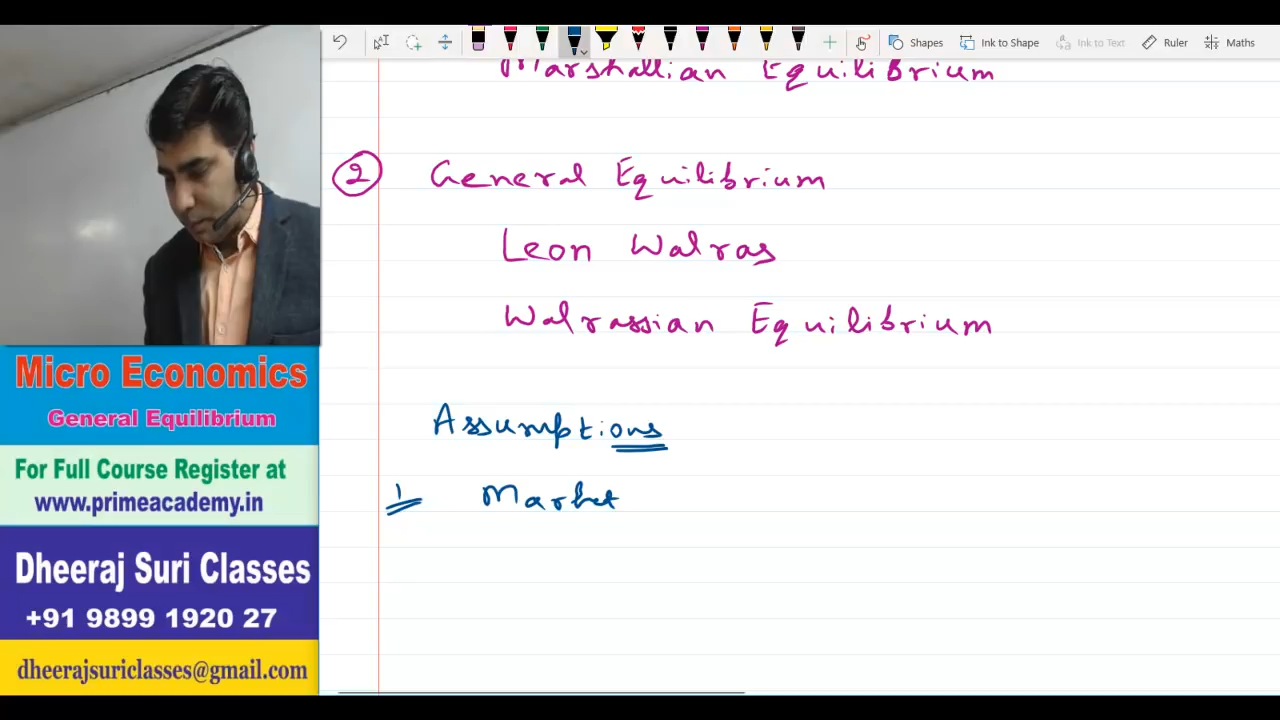 Shapes
Ink to Shape
Ink to Text
Ruler
Maths
Marshallian Equilibrium
2 General Equilibrium
Leon Walras
Walrassian Equilibrium
Assumptions
1 Market
Micro Economics
General Equilibrium
For Full Course Register at
www.primeacademy.in
Dheeraj Suri Classes
+91 9899 1920 27
dheerajsuriclasses@gmail.com